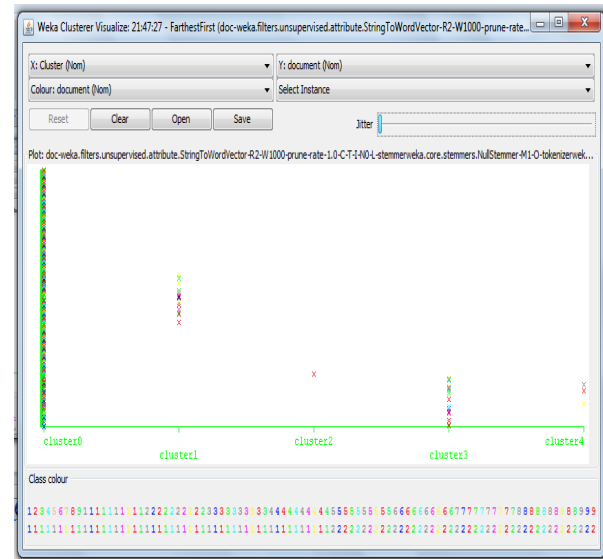 Weka Clusterer Visualize: 21:47:27 - FarthestFirst (doc-weka.filters.unsupervised.attribute.StringToWordVector-R2-W1000-prune-rate...
X: Cluster (Nom) Y: document (Nom)
Colour: document (Nom) Select Instance
Reset Clear Open Save Jitter
Plot: doc-weka.filters.unsupervised.attribute.StringToWordVector-R2-W1000-prune-rate-1.0-C-T-I-N0-L-stemmerweka.core.stemmers.NullStemmer-M1-O-tokenizerwek...
cluster0 cluster2 cluster4
cluster1 cluster3
Class colour